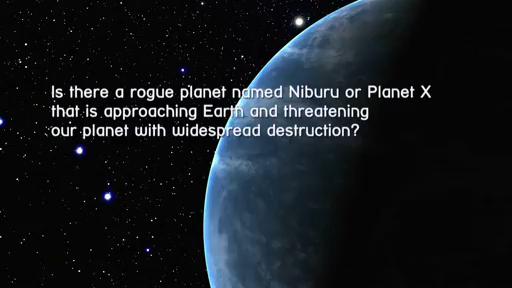 Is there a rogue planet named Niburu or Planet X
that is approaching Earth and threatening
our planet with widespread destruction?